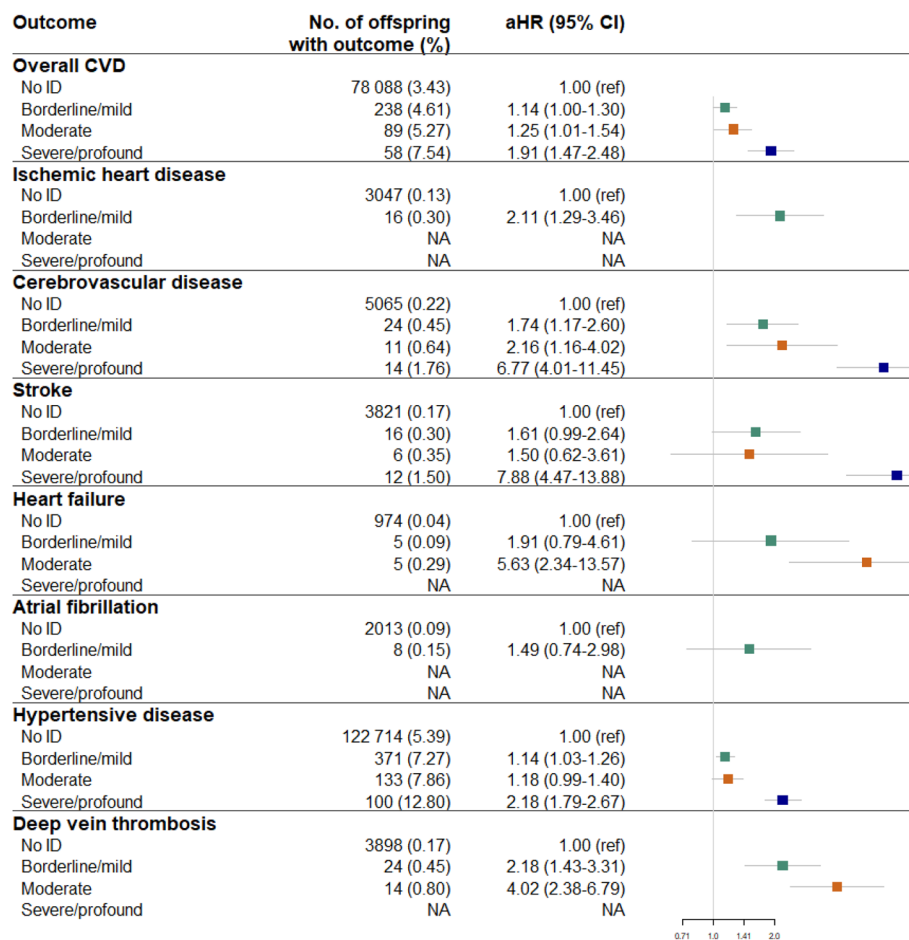 Outcome No. of offspring aHR (95% CI)
with outcome (%)
Overall CVD
No ID 78 088 (3.43) 1.00 (ref)
Borderline/mild 238 (4.61) 1.14 (1.00-1.30)
Moderate 89 (5.27) 1.25 (1.01-1.54)
Severe/profound 58 (7.54) 1.91 (1.47-2.48)
Ischemic heart disease
No ID 3047 (0.13) 1.00 (ref)
Borderline/mild 16 (0.30) 2.11 (1.29-3.46)
Moderate NA NA
Severe/profound NA NA
Cerebrovascular disease
No ID 5065 (0.22) 1.00 (ref)
Borderline/mild 24 (0.45) 1.74 (1.17-2.60)
Moderate 11 (0.64) 2.16 (1.16-4.02)
Severe/profound 14 (1.76) 6.77 (4.01-11.45)
Stroke
No ID 3821 (0.17) 1.00 (ref)
Borderline/mild 16 (0.30) 1.61 (0.99-2.64)
Moderate 6 (0.35) 1.50 (0.62-3.61)
Severe/profound 12 (1.50) 7.88 (4.47-13.88)
Heart failure
No ID 974 (0.04) 1.00 (ref)
Borderline/mild 5 (0.09) 1.91 (0.79-4.61)
Moderate 5 (0.29) 5.63 (2.34-13.57)
Severe/profound NA NA
Atrial fibrillation
No ID 2013 (0.09) 1.00 (ref)
Borderline/mild 8 (0.15) 1.49 (0.74-2.98)
Moderate NA NA
Severe/profound NA NA
Hypertensive disease
No ID 122 714 (5.39) 1.00 (ref)
Borderline/mild 371 (7.27) 1.14 (1.03-1.26)
Moderate 133 (7.86) 1.18 (0.99-1.40)
Severe/profound 100 (12.80) 2.18 (1.79-2.67)
Deep vein thrombosis
No ID 3898 (0.17) 1.00 (ref)
Borderline/mild 24 (0.45) 2.18 (1.43-3.31)
Moderate 14 (0.80) 4.02 (2.38-6.79)
Severe/profound NA NA
0.71 1.0 1.41 2.0